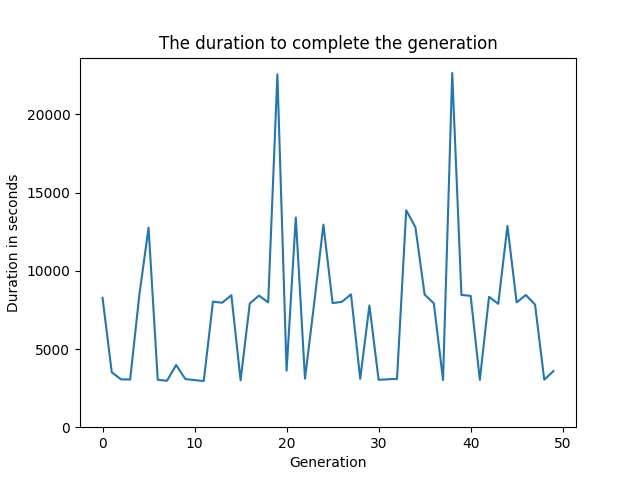 The duration to complete the generation
Duration in seconds
20000
15000
10000
5000
0
0 10 20 30 40 50
Generation